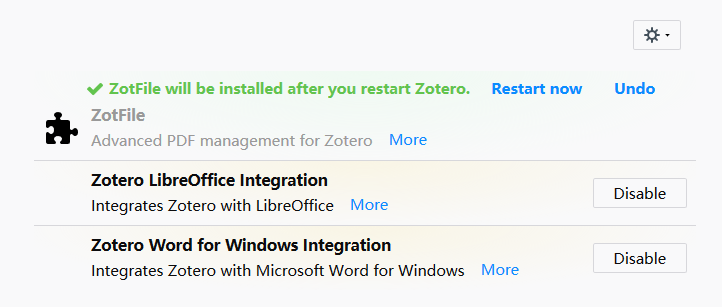 ZotFile will be installed after you restart Zotero. Restart now Undo
ZotFile
Advanced PDF management for Zotero More
Zotero LibreOffice Integration
Integrates Zotero with LibreOffice More
Disable
Zotero Word for Windows Integration
Integrates Zotero with Microsoft Word for Windows More
Disable